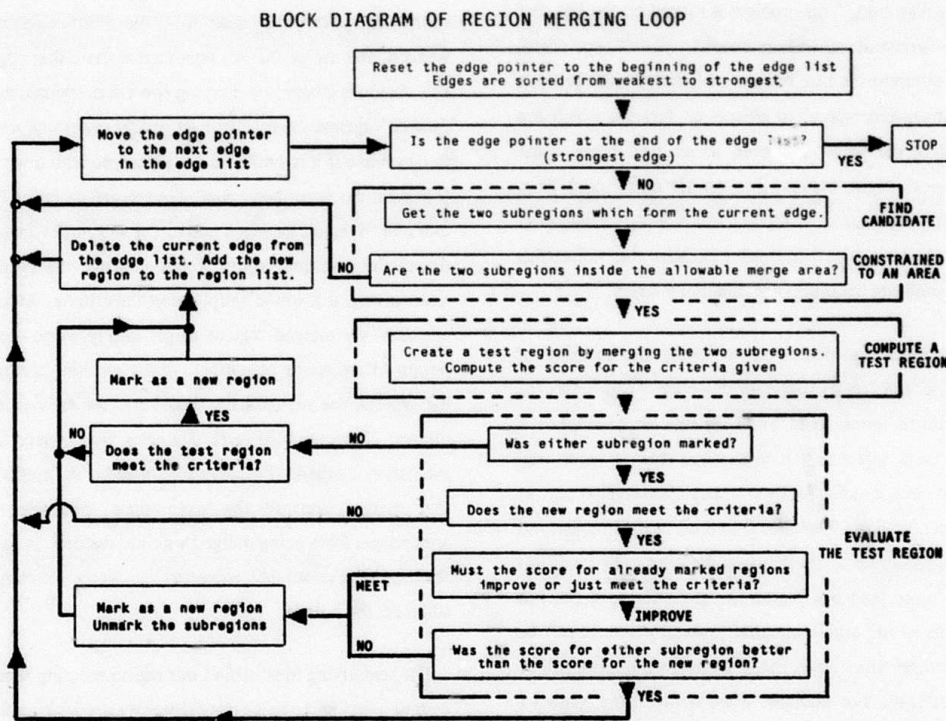 BLOCK DIAGRAM OF REGION MERGING LOOP
Reset the edge pointer to the beginning of the edge list
Edges are sorted from weakest to strongest
Move the edge pointer
to the next edge
in the edge list
Is the edge pointer at the end of the edge list?
(strongest edge)
YES
STOP
NO
FIND
CANDIDATE
Get the two subregions which form the current edge.
Delete the current edge from
the edge list. Add the new
region to the region list.
NO
Are the two subregions inside the allowable merge area?
CONSTRAINED
TO AN AREA
YES
Create a test region by merging the two subregions.
Compute the score for the criteria given
COMPUTE A
TEST REGION
Mark as a new region
YES
NO
Does the test region
meet the criteria?
NO
Was either subregion marked?
YES
NO
Does the new region meet the criteria?
YES
EVALUATE
THE TEST REGION
Must the score for already marked regions
improve or just meet the criteria?
MEET
IMPROVE
Mark as a new region
Unmark the subregions
NO
Was the score for either subregion better
than the score for the new region?
YES